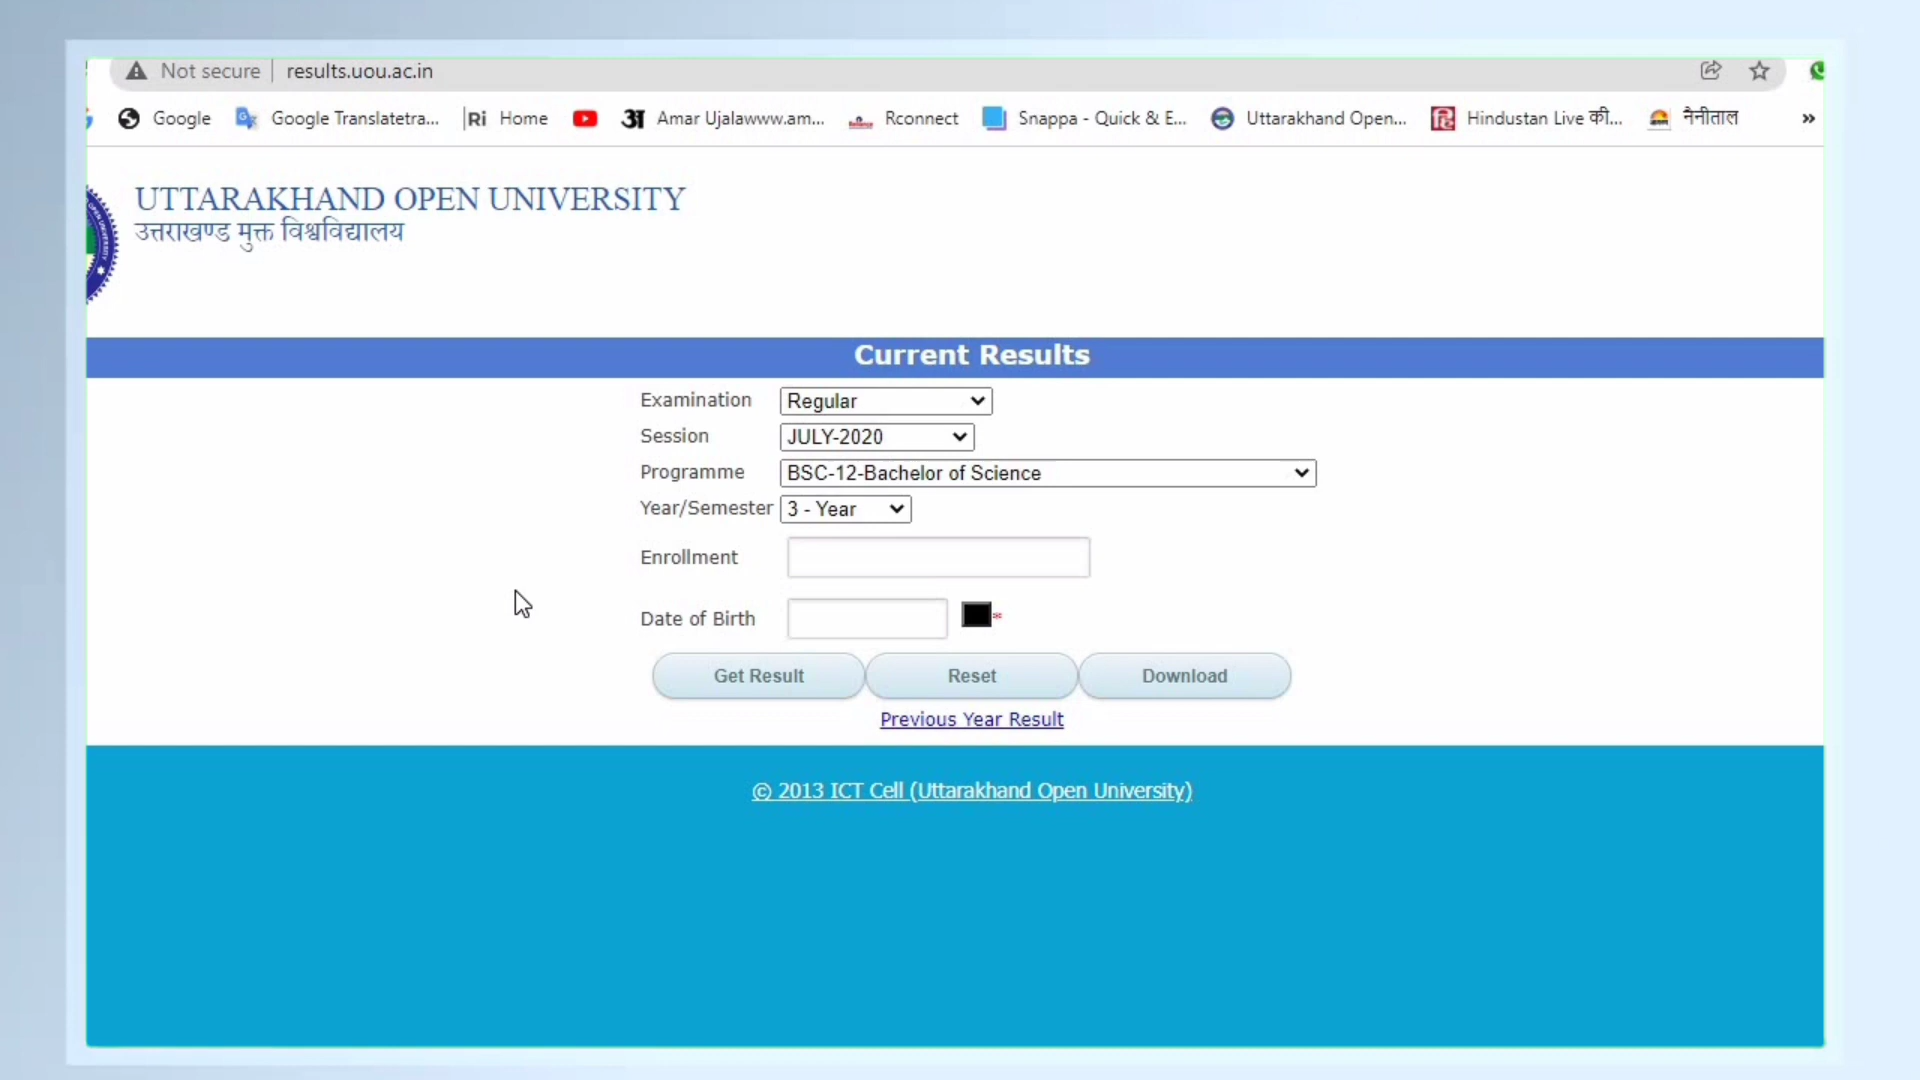 Not secure | results.uou.ac.in
Google Google Translatetra... Ri Home अ Amar Ujalawww.am... Rconnect Snappa - Quick & E... Uttarakhand Open... हि Hindustan Live की... नैनीताल »
UTTARAKHAND OPEN UNIVERSITY
उत्तराखण्ड मुक्त विश्वविद्यालय
Current Results
Examination Regular
Session JULY-2020
Programme BSC-12-Bachelor of Science
Year/Semester 3 - Year
Enrollment
Date of Birth *
Get Result Reset Download
Previous Year Result
© 2013 ICT Cell (Uttarakhand Open University)